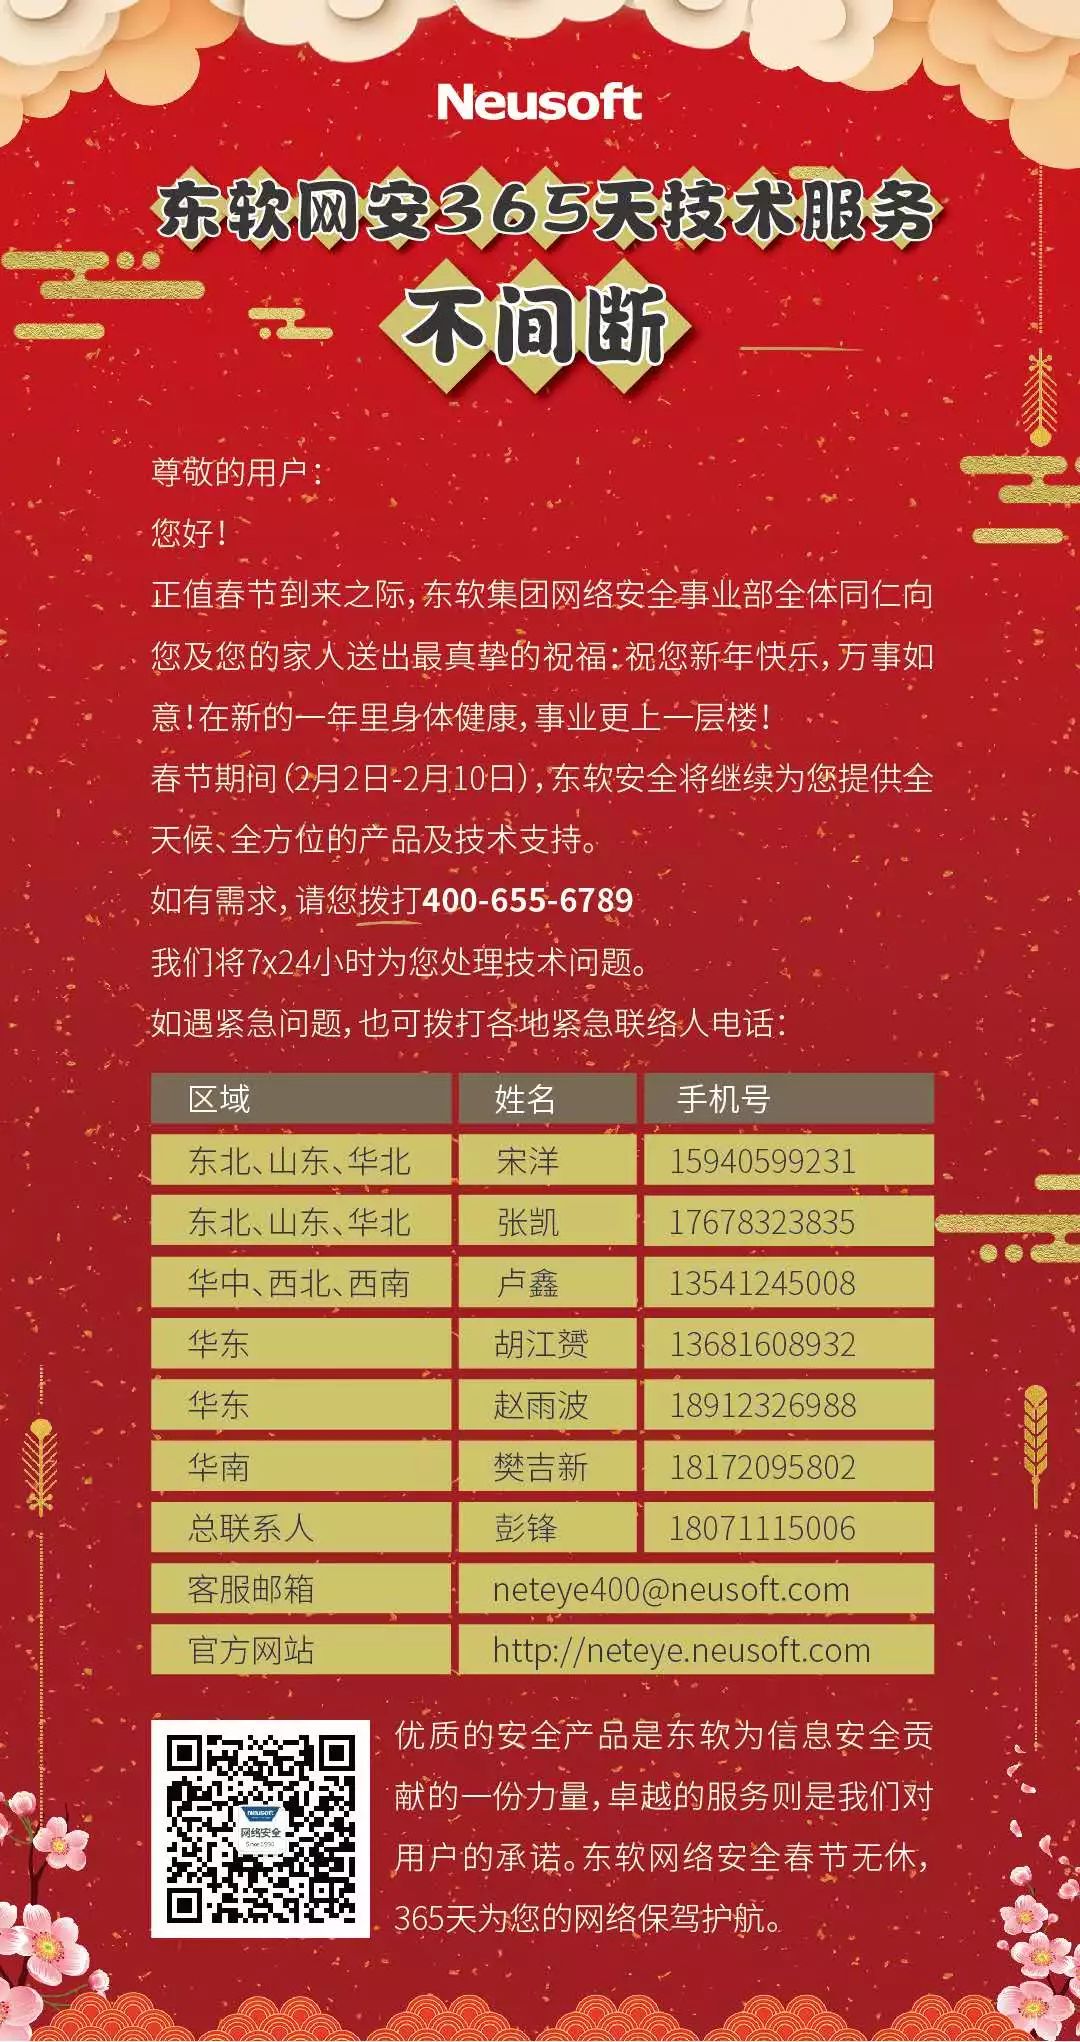 Neusoft
东软网安365天技术服务
不间断
尊敬的用户：
您好！
正值春节到来之际，东软集团网络安全事业部全体同仁向
您及您的家人送出最真挚的祝福：祝您新年快乐，万事如
意！在新的一年里身体健康，事业更上一层楼！
春节期间（2月2日-2月10日），东软安全将继续为您提供全
天候、全方位的产品及技术支持。
如有需求，请您拨打400-655-6789
我们将7x24小时为您处理技术问题。
如遇紧急问题，也可拨打各地紧急联络人电话：
区域 姓名 手机号
东北、山东、华北 宋洋 15940599231
东北、山东、华北 张凯 17678323835
华中、西北、西南 卢鑫 13541245008
华东 胡江赟 13681608932
华东 赵雨波 18912326988
华南 樊吉新 18172095802
总联系人 彭锋 18071115006
客服邮箱 neteye400@neusoft.com
官方网站 http://neteye.neusoft.com
neusoft
网络安全
Since 1996
优质的安全产品是东软为信息安全贡
献的一份力量，卓越的服务则是我们对
用户的承诺。东软网络安全春节无休，
365天为您的网络保驾护航。